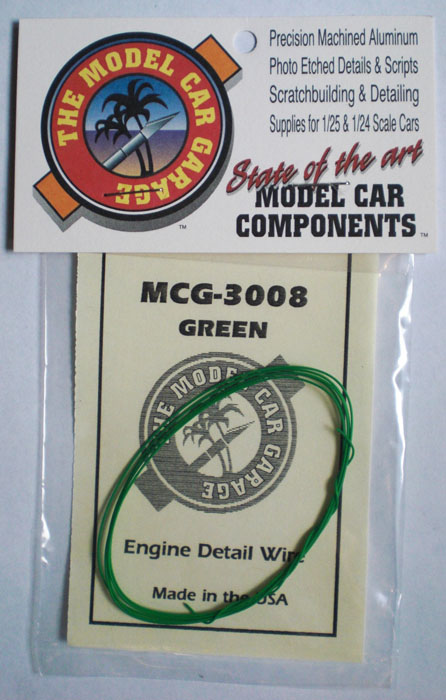 THE MODEL CAR GARAGE
™
Precision Machined Aluminum
Photo Etched Details & Scripts
Scratchbuilding & Detailing
Supplies for 1/25 & 1/24 Scale Cars
State of the art
MODEL CAR
COMPONENTS™
MCG-3008
GREEN
THE MODEL CAR GARAGE
Engine Detail Wire
Made in the USA